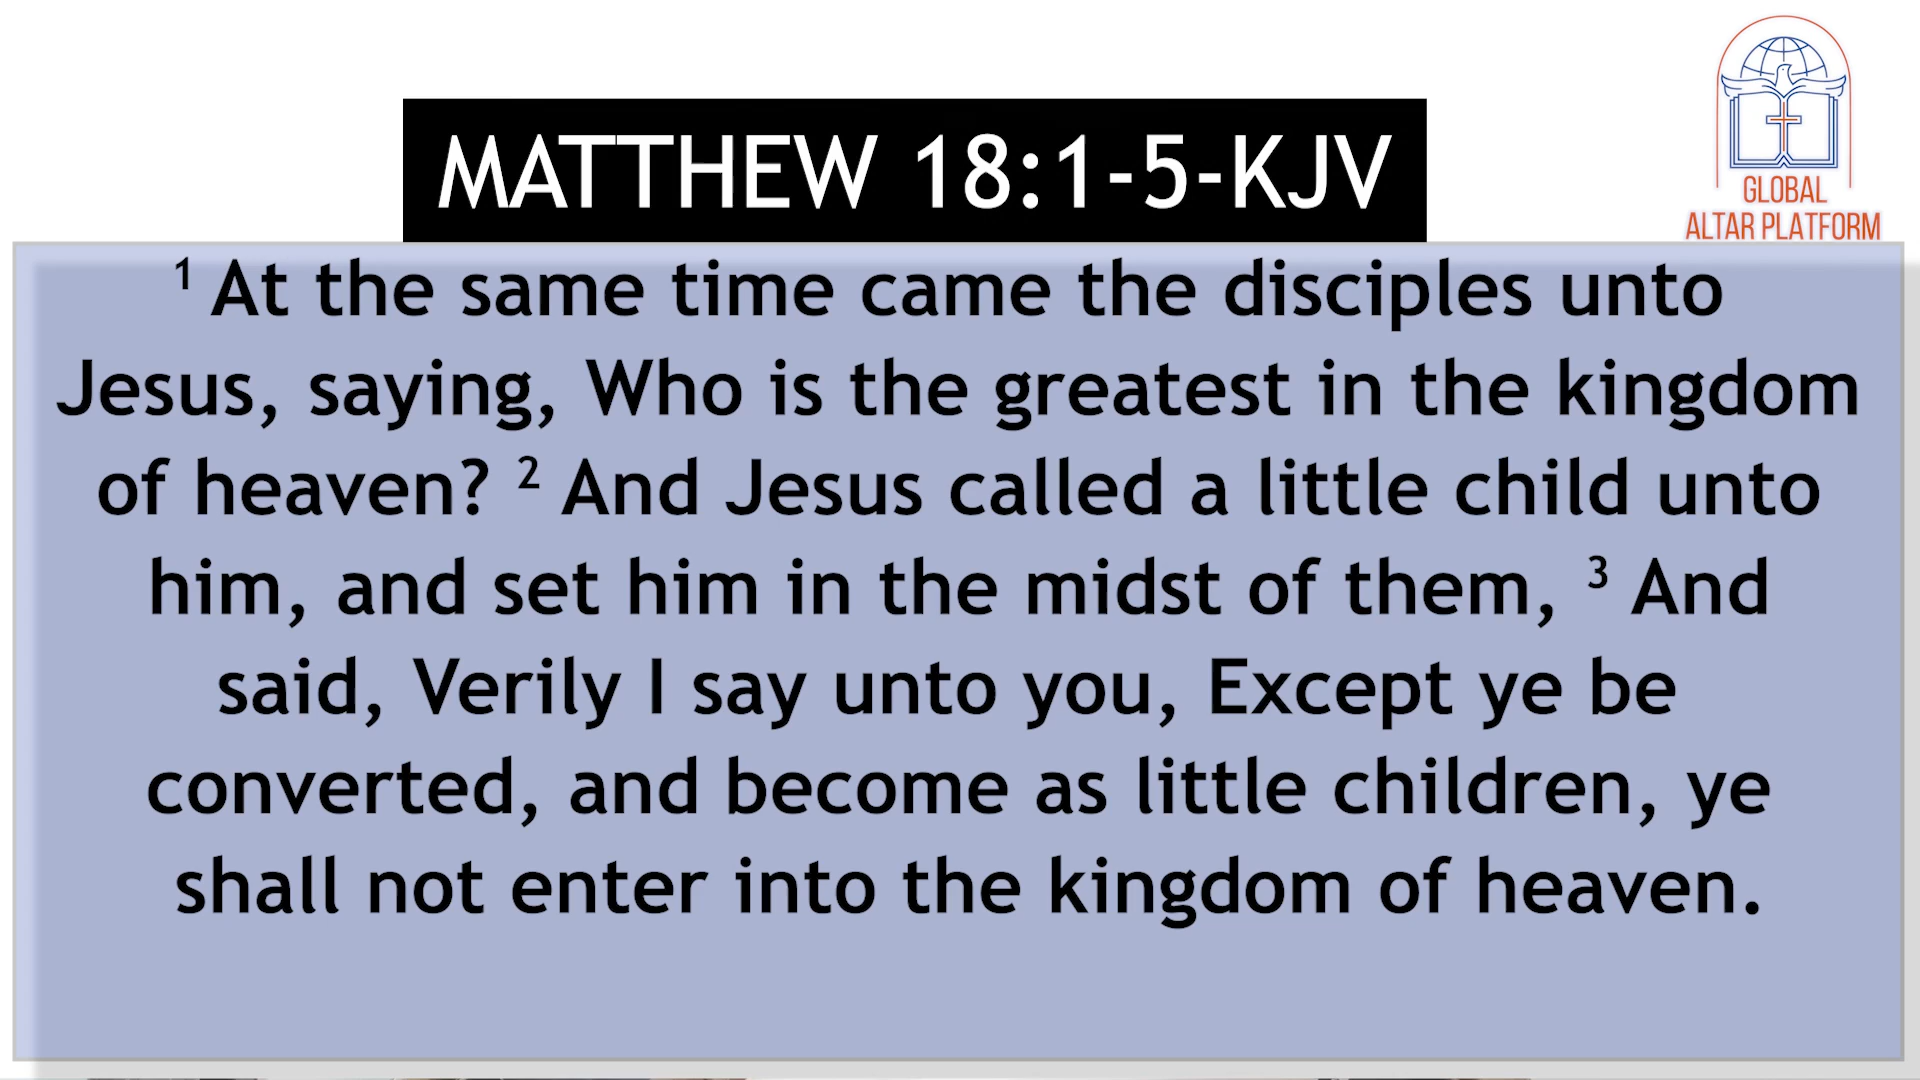 GLOBAL
ALTAR PLATFORM
MATTHEW 18:1-5-KJV
¹ At the same time came the disciples unto
Jesus, saying, Who is the greatest in the kingdom
of heaven? ² And Jesus called a little child unto
him, and set him in the midst of them, ³ And
said, Verily I say unto you, Except ye be
converted, and become as little children, ye
shall not enter into the kingdom of heaven.